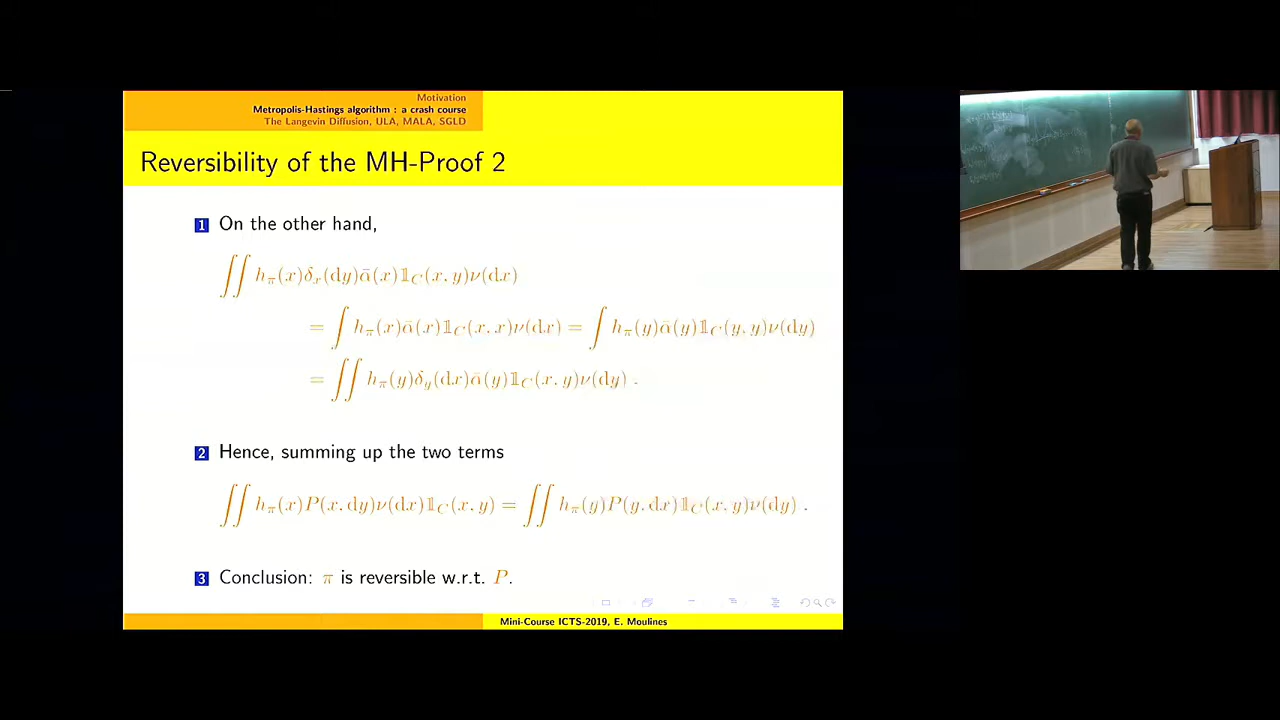 Motivation
Metropolis-Hastings algorithm : a crash course
The Langevin Diffusion, ULA, MALA, SGLD
Reversibility of the MH-Proof 2
1 On the other hand,
∬ h_π(x)δ_x(dy)ᾱ(x)𝟙_C(x, y)ν(dx)
= ∫ h_π(x)ᾱ(x)𝟙_C(x, x)ν(dx) = ∫ h_π(y)ᾱ(y)𝟙_C(y, y)ν(dy)
= ∬ h_π(y)δ_y(dx)ᾱ(y)𝟙_C(x, y)ν(dy) .
2 Hence, summing up the two terms
∬ h_π(x)P(x, dy)ν(dx)𝟙_C(x, y) = ∬ h_π(y)P(y, dx)𝟙_C(x, y)ν(dy) .
3 Conclusion: π is reversible w.r.t. P.
Mini-Course ICTS-2019, E. Moulines